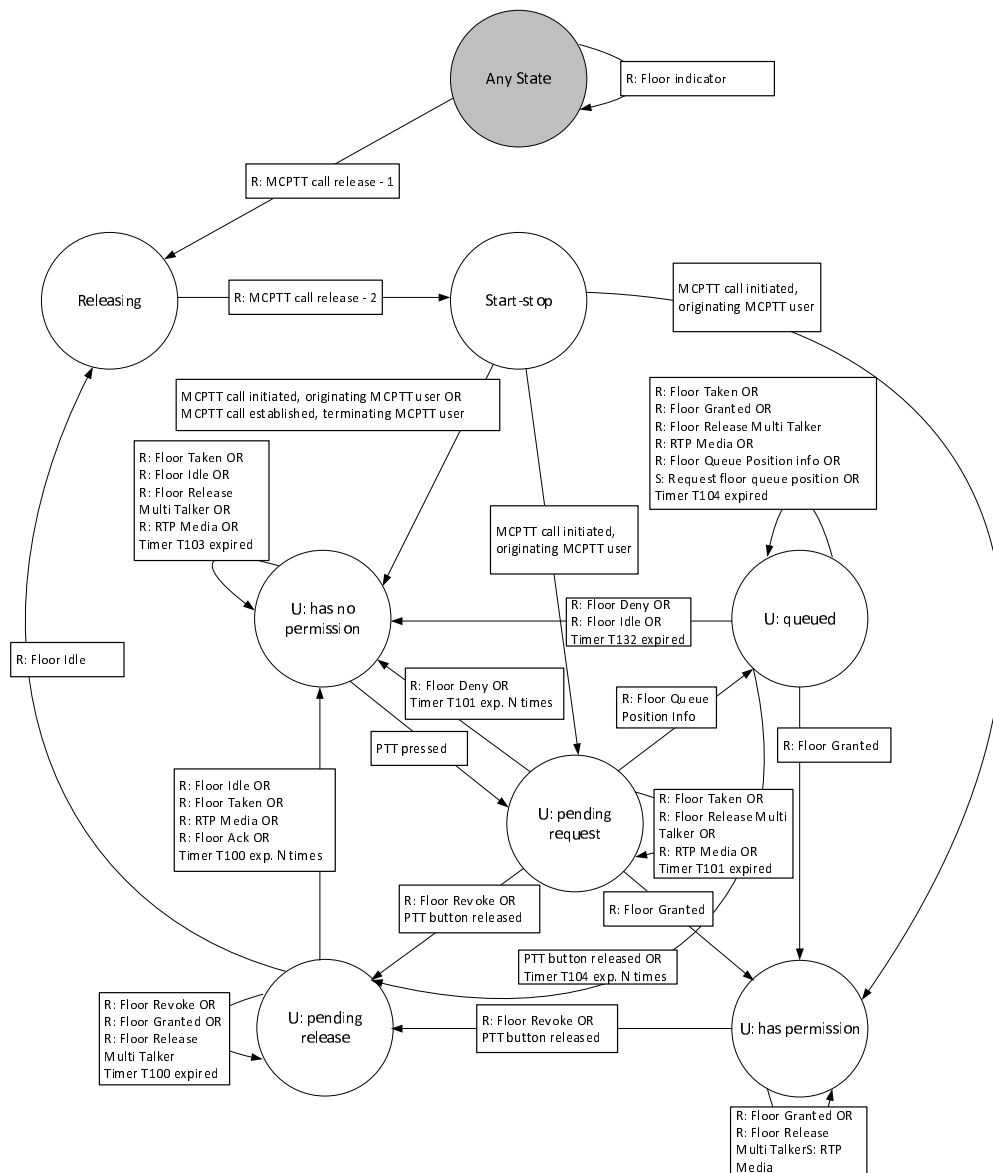 Any State
R: Floor indicator
R: MCPTT call release - 1
Releasing
R: MCPTT call release - 2
Start-stop
MCPTT call initiated,
originating MCPTT user
MCPTT call initiated, originating MCPTT user OR
MCPTT call established, terminating MCPTT user
R: Floor Taken OR
R: Floor Granted OR
R: Floor Release Multi Talker
R: RTP Media OR
R: Floor Queue Position info OR
S: Request floor queue position OR
Timer T104 expired
R: Floor Taken OR
R: Floor Idle OR
R: Floor Release
Multi Talker OR
R: RTP Media OR
Timer T103 expired
MCPTT call initiated,
originating MCPTT user
U: has no
permission
R: Floor Deny OR
R: Floor Idle OR
Timer T132 expired
U: queued
R: Floor Idle
R: Floor Deny OR
Timer T101 exp. N times
R: Floor Queue
Position Info
PTT pressed
R: Floor Granted
R: Floor Idle OR
R: Floor Taken OR
R: RTP Media OR
R: Floor Ack OR
Timer T100 exp. N times
U: pending
request
R: Floor Taken OR
R: Floor Release Multi
Talker OR
R: RTP Media OR
Timer T101 expired
R: Floor Revoke OR
PTT button released
R: Floor Granted
PTT button released OR
Timer T104 exp. N times
R: Floor Revoke OR
R: Floor Granted OR
R: Floor Release
Multi Talker
Timer T100 expired
U: pending
release
R: Floor Revoke OR
PTT button released
U: has permission
R: Floor Granted OR
R: Floor Release
Multi TalkerS: RTP
Media